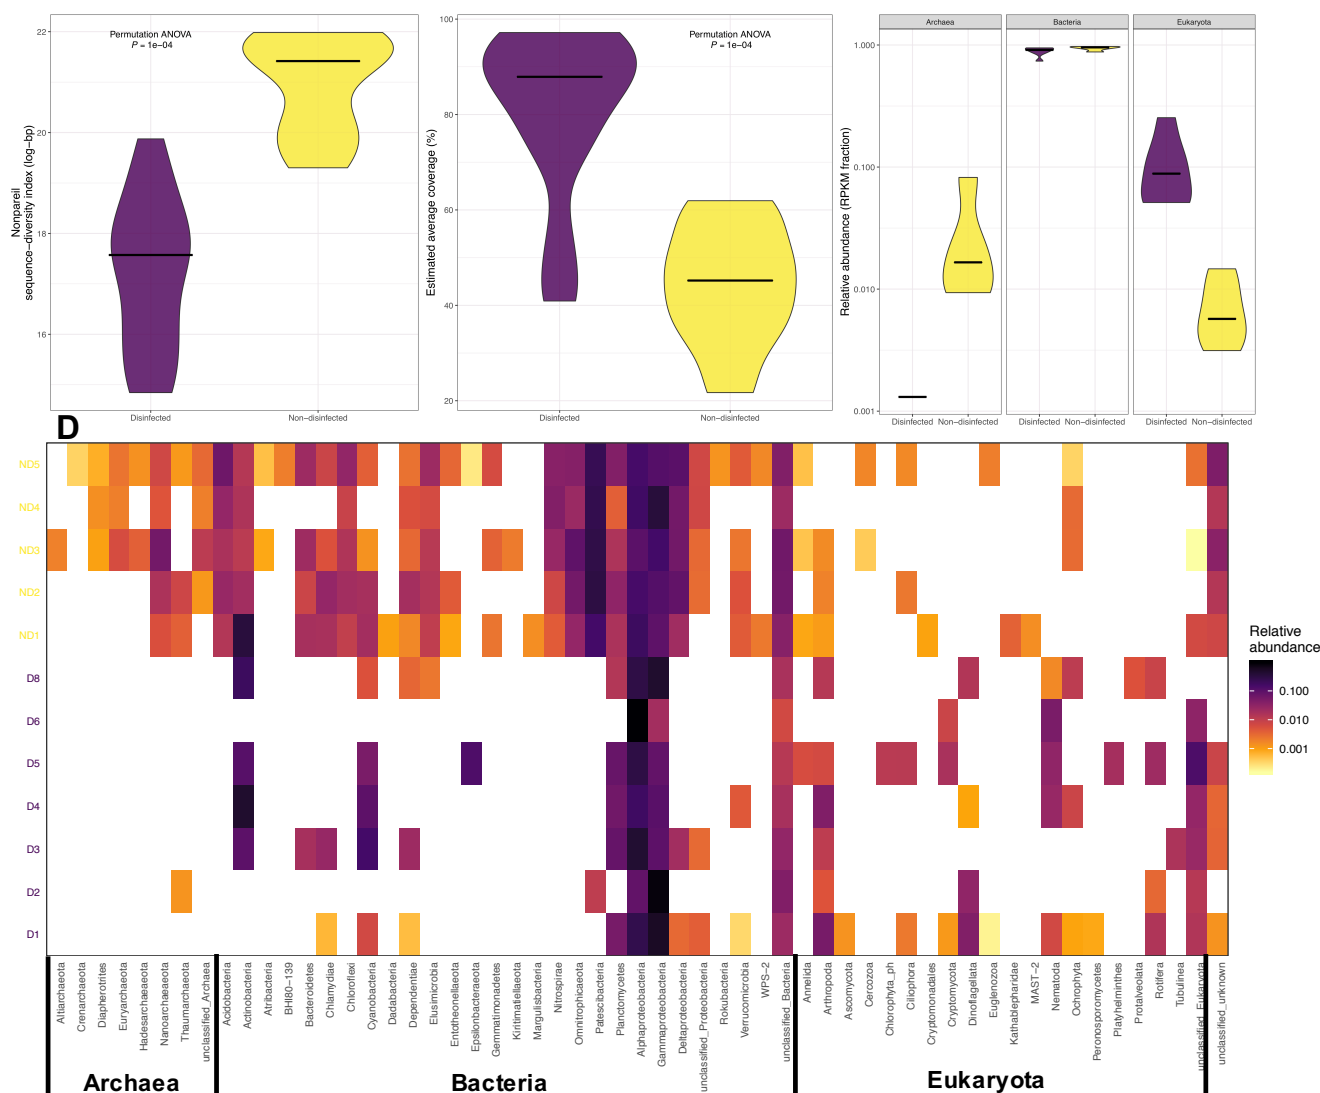 Permutation ANOVA
P = 1e−04
Nonpareil
sequence−diversity index (log−bp)
22
20
18
16
Disinfected
Non−disinfected
Permutation ANOVA
P = 1e−04
Estimated average coverage (%)
100
80
60
40
20
Disinfected
Non−disinfected
Archaea
Bacteria
Eukaryota
Relative abundance (RPKM fraction)
1.000
0.100
0.010
0.001
Disinfected
Non−disinfected
Disinfected
Non−disinfected
Disinfected
Non−disinfected
D
ND5
ND4
ND3
ND2
ND1
D8
D6
D5
D4
D3
D2
D1
Relative
abundance
0.100
0.010
0.001
Altiarchaeota
Crenarchaeota
Diapherotrites
Euryarchaeota
Hadesarchaeaeota
Nanoarchaeaeota
Thaumarchaeota
unclassified_Archaea
Acidobacteria
Actinobacteria
Atribacteria
BHI80−139
Bacteroidetes
Chlamydiae
Chloroflexi
Cyanobacteria
Dadabacteria
Dependentiae
Elusimicrobia
Entotheonellaeota
Epsilonbacteraeota
Gemmatimonadetes
Kiritimatiellaeota
Margulisbacteria
Nitrospirae
Omnitrophicaeota
Patescibacteria
Planctomycetes
Alphaproteobacteria
Gammaproteobacteria
Deltaproteobacteria
unclassified_Proteobacteria
Rokubacteria
Verrucomicrobia
WPS−2
unclassified_Bacteria
Annelida
Arthropoda
Ascomycota
Cercozoa
Chlorophyta_ph
Ciliophora
Cryptomonadales
Cryptomycota
Dinoflagellata
Euglenozoa
Kathablepharidae
MAST−2
Nematoda
Ochrophyta
Peronosporomycetes
Platyhelminthes
Protalveolata
Rotifera
Tubulinea
unclassified_Eukaryota
unclassified_unknown
Archaea
Bacteria
Eukaryota